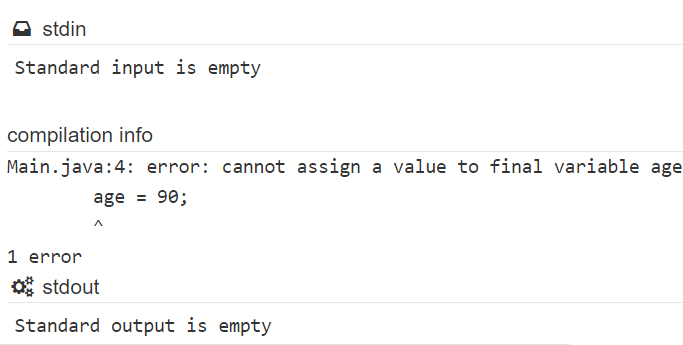 stdin
Standard input is empty
compilation info
Main.java:4: error: cannot assign a value to final variable age
        age = 90;
        ^
1 error
stdout
Standard output is empty